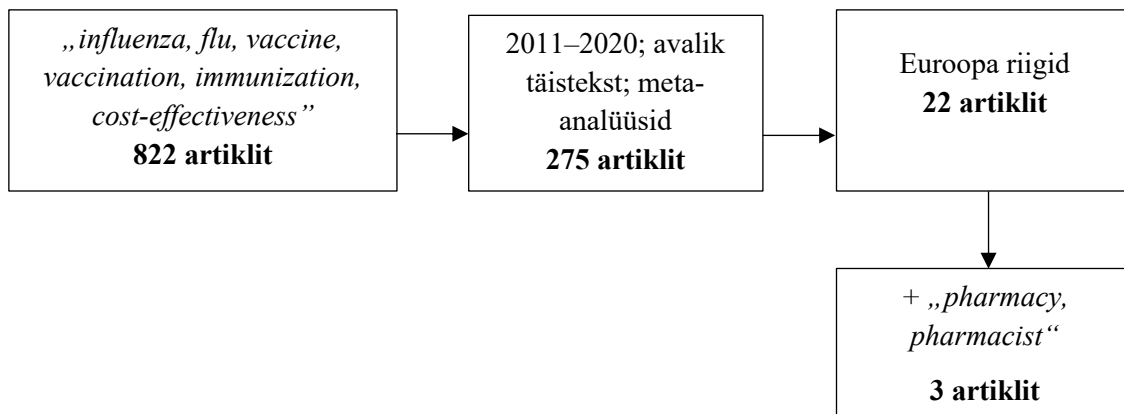 „influenza, flu, vaccine,
vaccination, immunization,
cost-effectiveness”
822 artiklit
2011–2020; avalik
täistekst; meta-
analüüsid
275 artiklit
Euroopa riigid
22 artiklit
+ „pharmacy,
pharmacist“
3 artiklit